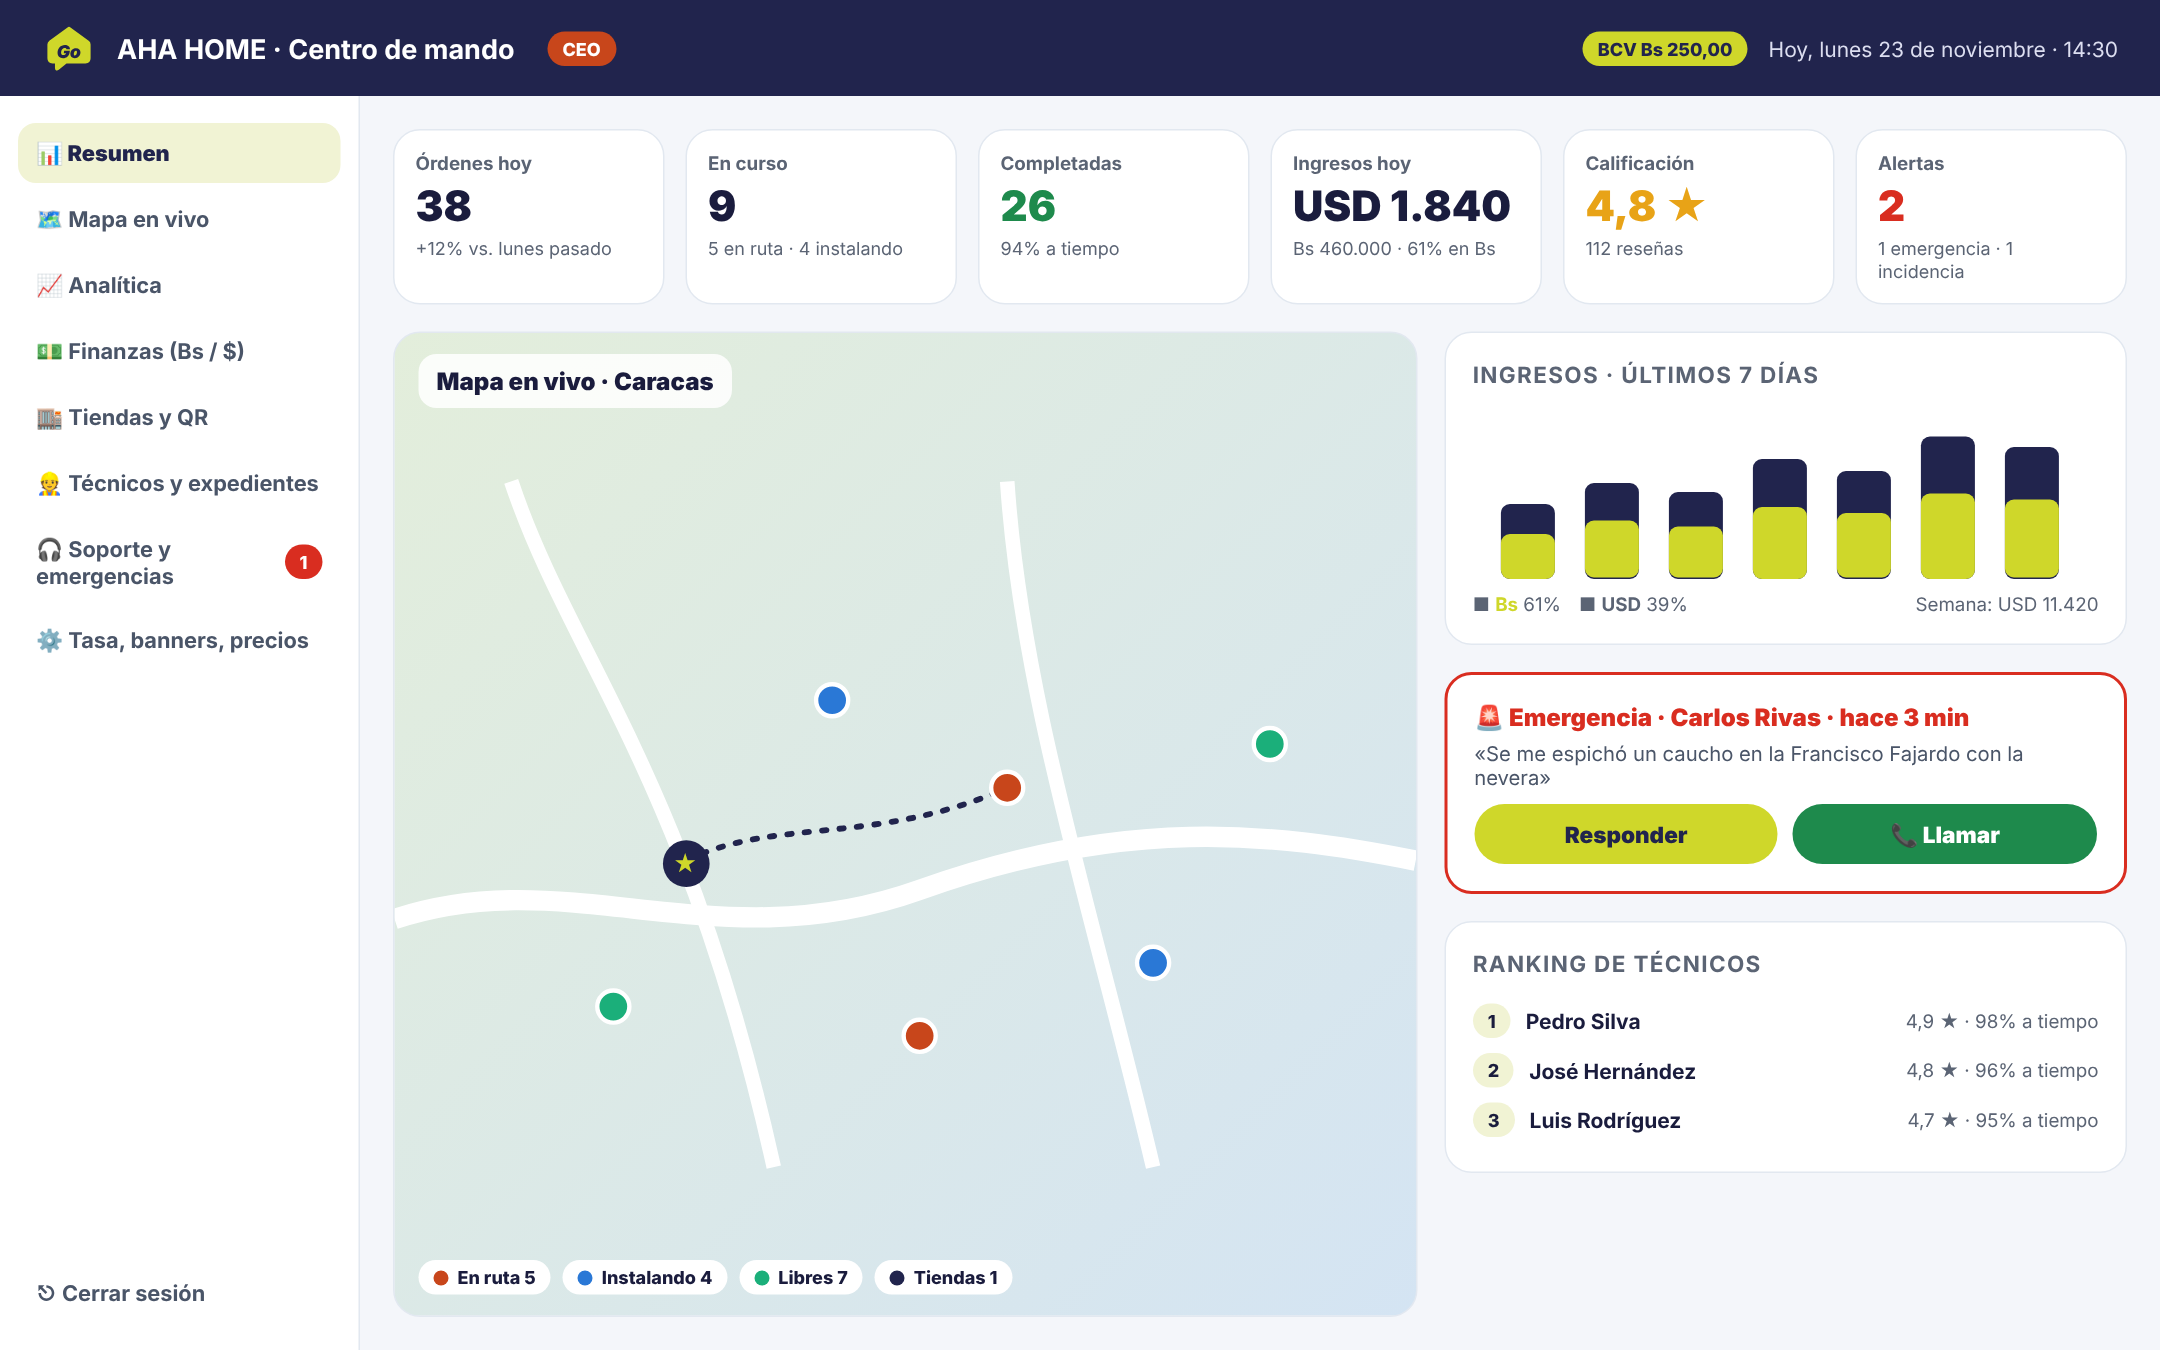 Go
AHA HOME · Centro de mando
CEO
BCV Bs 250,00
Hoy, lunes 23 de noviembre · 14:30
Resumen
Mapa en vivo
Analítica
Finanzas (Bs / $)
Tiendas y QR
Técnicos y expedientes
Soporte y
emergencias
1
Tasa, banners, precios
Cerrar sesión
Órdenes hoy
38
+12% vs. lunes pasado
En curso
9
5 en ruta · 4 instalando
Completadas
26
94% a tiempo
Ingresos hoy
USD 1.840
Bs 460.000 · 61% en Bs
Calificación
4,8 ★
112 reseñas
Alertas
2
1 emergencia · 1
incidencia
Mapa en vivo · Caracas
En ruta 5
Instalando 4
Libres 7
Tiendas 1
INGRESOS · ÚLTIMOS 7 DÍAS
Bs 61%
USD 39%
Semana: USD 11.420
Emergencia · Carlos Rivas · hace 3 min
«Se me espichó un caucho en la Francisco Fajardo con la
nevera»
Responder
Llamar
RANKING DE TÉCNICOS
1 Pedro Silva 4,9 ★ · 98% a tiempo
2 José Hernández 4,8 ★ · 96% a tiempo
3 Luis Rodríguez 4,7 ★ · 95% a tiempo